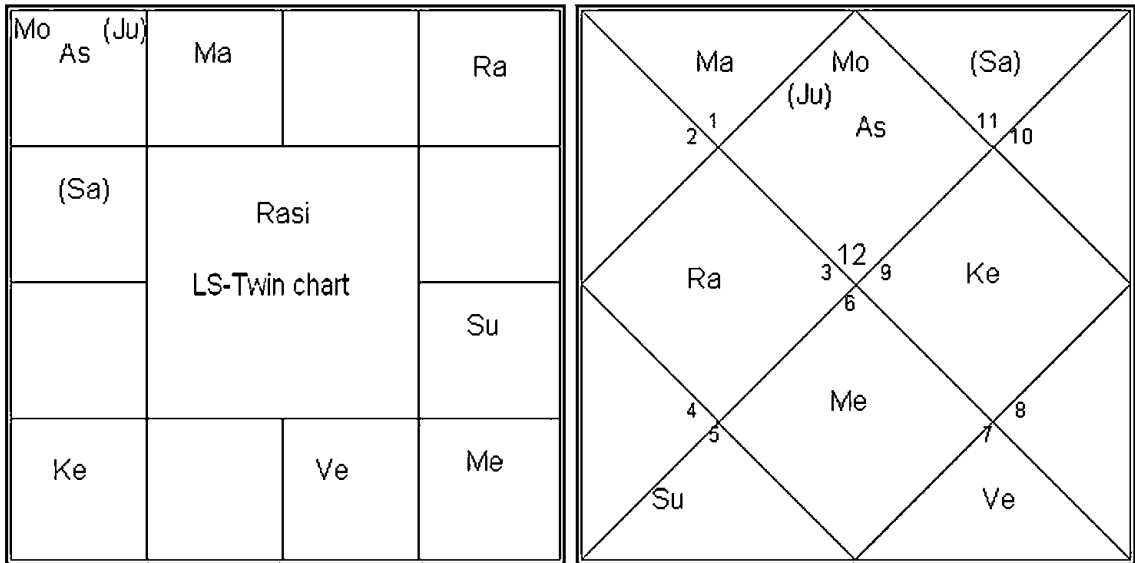 Mo (Ju)
As
Ma
Ra
(Sa)
Rasi
LS-Twin chart
Su
Ke
Ve
Me
Ma
Mo
(Sa)
(Ju)
As
2 1
11 10
Ra
3 12 9
6
Ke
4
5
Me
8
7
Su
Ve